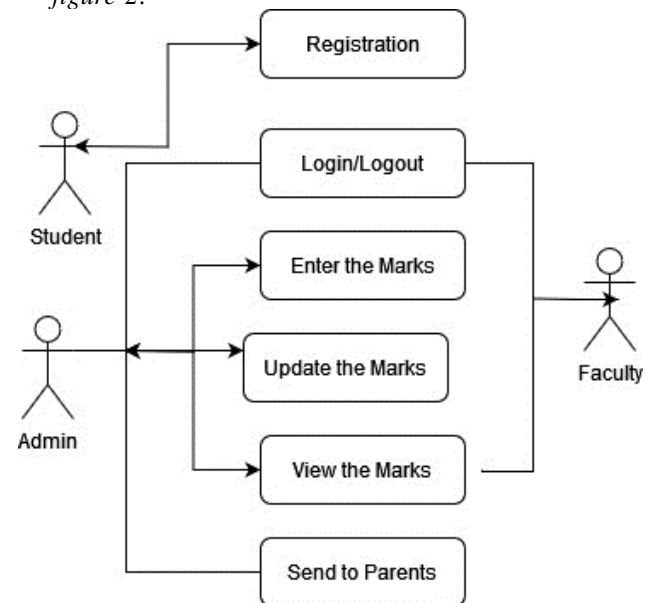 figure 2.
Registration
Login/Logout
Student
Enter the Marks
Update the Marks
Faculty
Admin
View the Marks
Send to Parents